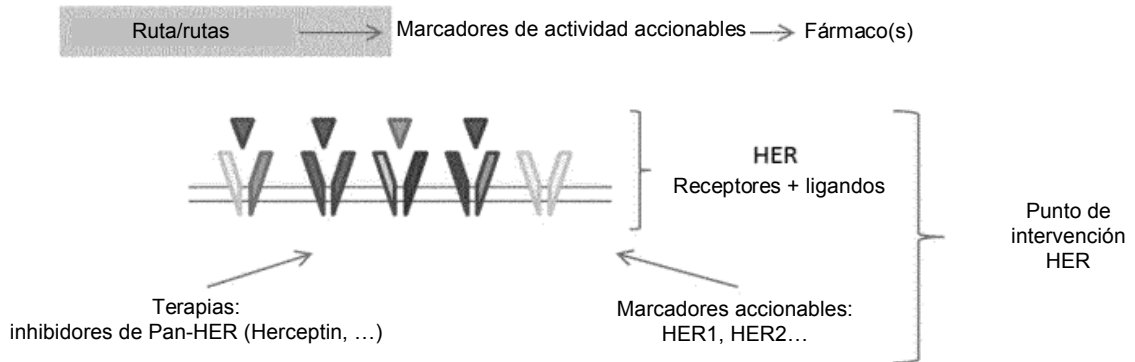 Ruta/rutas
Marcadores de actividad accionables
Fármaco(s)
HER
Receptores + ligandos
Punto de
intervención
HER
Terapias:
inhibidores de Pan-HER (Herceptin, …)
Marcadores accionables:
HER1, HER2…